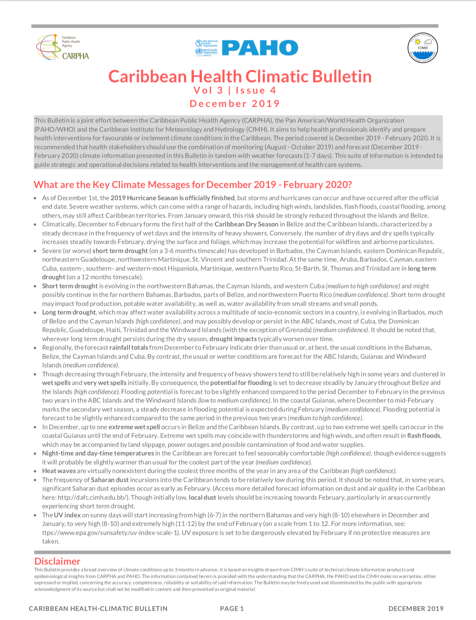 Caribbean
Public Health
Agency
CARPHA
PAHO
CIMH
Caribbean Health Climatic Bulletin
Vol 3 | Issue 4
December 2019
This Bulletin is a joint effort between the Caribbean Public Health Agency (CARPHA), the Pan American/World Health Organization
(PAHO/WHO) and the Caribbean Institute for Meteorology and Hydrology (CIMH). It aims to help health professionals identify and prepare
health interventions for favourable or inclement climate conditions in the Caribbean. The period covered is December 2019 - February 2020. It is
recommended that health stakeholders should use the combination of monitoring (August - October 2019) and forecast (December 2019 -
February 2020) climate information presented in this Bulletin in tandem with weather forecasts (1-7 days). This suite of information is intended to
guide strategic and operational decisions related to health interventions and the management of health care systems.
What are the Key Climate Messages for December 2019 - February 2020?
• As of December 1st, the 2019 Hurricane Season is officially finished, but storms and hurricanes can occur and have occurred after the official
end date. Severe weather systems, which can come with a range of hazards, including high winds, landslides, flash floods, coastal flooding, among
others, may still affect Caribbean territories. From January onward, this risk should be strongly reduced throughout the islands and Belize.
• Climatically, December to February forms the first half of the Caribbean Dry Season in Belize and the Caribbean Islands, characterized by a
steady decrease in the frequency of wet days and the intensity of heavy showers. Conversely, the number of dry days and dry spells typically
increases steadily towards February, drying the surface and foliage, which may increase the potential for wildfires and airborne particulates.
• Severe (or worse) short term drought (on a 3-6 months timescale) has developed in Barbados, the Cayman Islands, eastern Dominican Republic,
northeastern Guadeloupe, northwestern Martinique, St. Vincent and southern Trinidad. At the same time, Aruba, Barbados, Cayman, eastern
Cuba, eastern-, southern- and western-most Hispaniola, Martinique, western Puerto Rico, St-Barth, St. Thomas and Trinidad are in long term
drought (on a 12 months timescale).
• Short term drought is evolving in the northwestern Bahamas, the Cayman Islands, and western Cuba (medium to high confidence) and might
possibly continue in the far northern Bahamas, Barbados, parts of Belize, and northwestern Puerto Rico (medium confidence). Short term drought
may impact food production, potable water availability, as well as, water availability from small streams and small ponds.
• Long term drought, which may affect water availability across a multitude of socio-economic sectors in a country, is evolving in Barbados, much
of Belize and the Cayman Islands (high confidence), and may possibly develop or persist in the ABC Islands, most of Cuba, the Dominican
Republic, Guadeloupe, Haiti, Trinidad and the Windward Islands (with the exception of Grenada) (medium confidence). It should be noted that,
wherever long term drought persists during the dry season, drought impacts typically worsen over time.
• Regionally, the forecast rainfall totals from December to February indicate drier than usual or, at best, the usual conditions in the Bahamas,
Belize, the Cayman Islands and Cuba. By contrast, the usual or wetter conditions are forecast for the ABC Islands, Guianas and Windward
Islands (medium confidence).
• Though decreasing through February, the intensity and frequency of heavy showers tend to still be relatively high in some years and clustered in
wet spells and very wet spells initially. By consequence, the potential for flooding is set to decrease steadily by January throughout Belize and
the Islands (high confidence). Flooding potential is forecast to be slightly enhanced compared to the period December to February in the previous
two years in the ABC Islands and the Windward Islands (low to medium confidence). In the coastal Guianas, where December to mid-February
marks the secondary wet season, a steady decrease in flooding potential is expected during February (medium confidence). Flooding potential is
forecast to be slightly enhanced compared to the same period in the previous two years (medium to high confidence).
• In December, up to one extreme wet spell occurs in Belize and the Caribbean Islands. By contrast, up to two extreme wet spells can occur in the
coastal Guianas until the end of February. Extreme wet spells may coincide with thunderstorms and high winds, and often result in flash floods,
which may be accompanied by land slippage, power outages and possible contamination of food and water supplies.
• Night-time and day-time temperatures in the Caribbean are forecast to feel seasonably comfortable (high confidence), though evidence suggests
it will probably be slightly warmer than usual for the coolest part of the year (medium confidence).
• Heat waves are virtually nonexistent during the coolest three months of the year in any area of the Caribbean (high confidence).
• The frequency of Saharan dust incursions into the Caribbean tends to be relatively low during this period. It should be noted that, in some years,
significant Saharan dust episodes occur as early as February. (Access more detailed forecast information on dust and air quality in the Caribbean
here: http://dafc.cimh.edu.bb/). Though initially low, local dust levels should be increasing towards February, particularly in areas currently
experiencing short term drought.
• The UV index on sunny days will start increasing from high (6-7) in the northern Bahamas and very high (8-10) elsewhere in December and
January, to very high (8-10) and extremely high (11-12) by the end of February (on a scale from 1 to 12. For more information, see:
ttps://www.epa.gov/sunsafety/uv-index-scale-1). UV exposure is set to be dangerously elevated by February if no protective measures are
taken.
Disclaimer
This Bulletin provides a broad overview of climate conditions up to 3 months in advance. It is based on insights drawn from CIMH's suite of technical climate information products and
epidemiological insights from CARPHA and PAHO. The information contained herein is provided with the understanding that the CARPHA, the PAHO and the CIMH make no warranties, either
expressed or implied, concerning the accuracy, completeness, reliability or suitability of said information. The Bulletin may be freely used and disseminated by the public with appropriate
acknowledgment of its source but shall not be modified in content and then presented as original material.
CARIBBEAN HEALTH-CLIMATIC BULLETIN PAGE 1 DECEMBER 2019